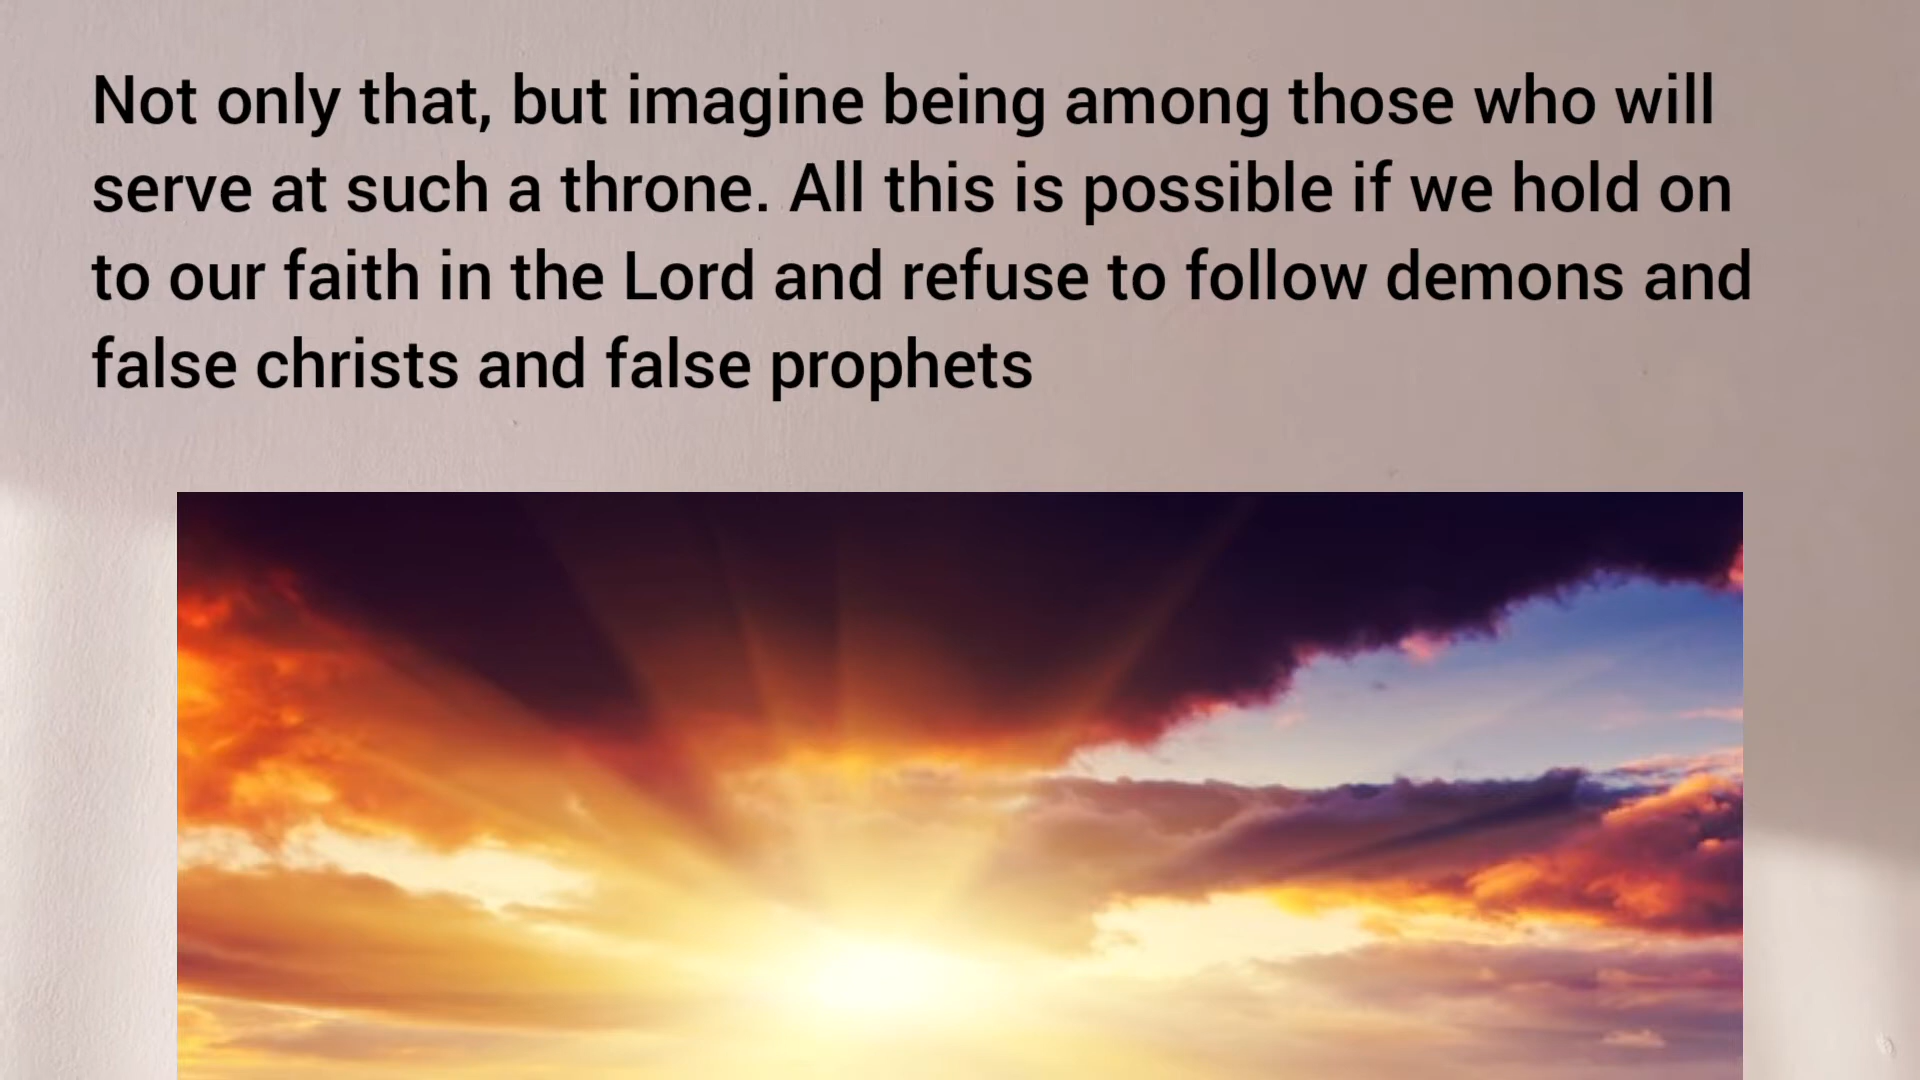 Not only that, but imagine being among those who will
serve at such a throne. All this is possible if we hold on
to our faith in the Lord and refuse to follow demons and
false christs and false prophets